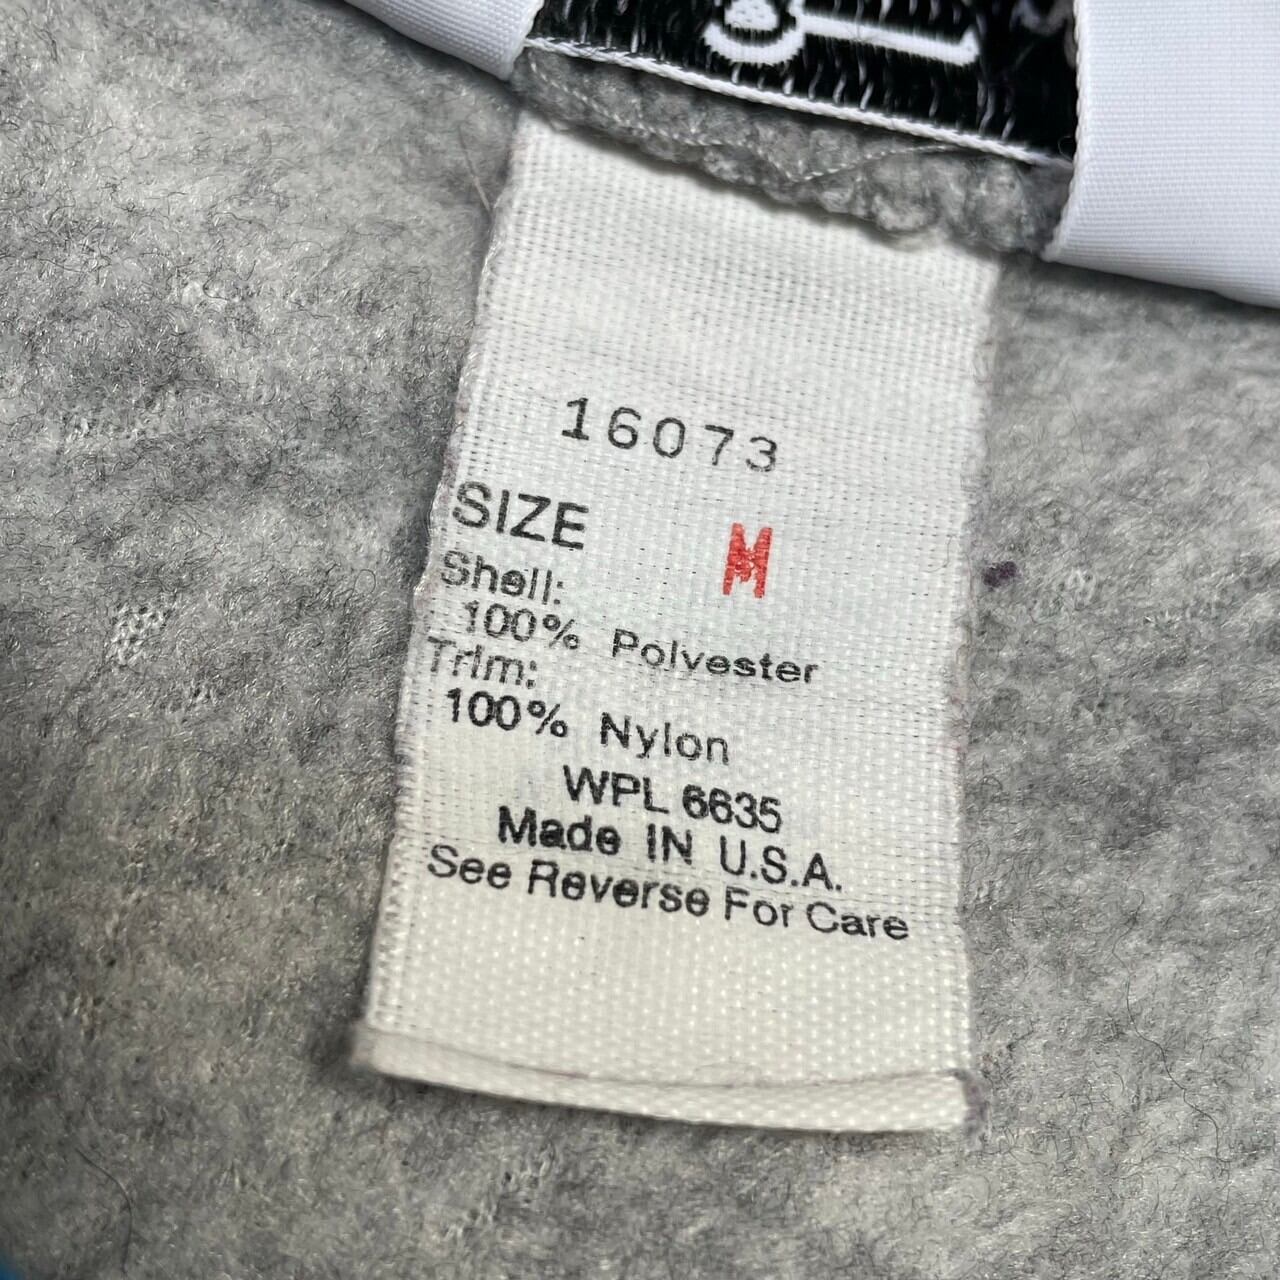 16073
SIZE M
Shell:
100% Polyester
Trim:
100% Nylon
WPL 6635
Made IN U.S.A.
See Reverse For Care